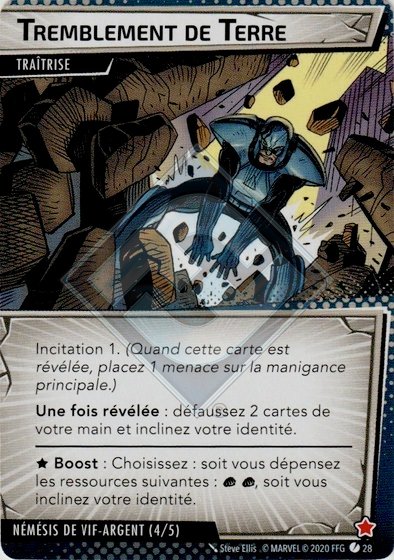 Tremblement de Terre
TRAÎTRISE
Incitation 1. (Quand cette carte est
révélée, placez 1 menace sur la manigance
principale.)
Une fois révélée : défaussez 2 cartes de
votre main et inclinez votre identité.
★ Boost : Choisissez : soit vous dépensez
les ressources suivantes : , soit vous
inclinez votre identité.
NÉMÉSIS DE VIF-ARGENT (4/5)
Steve Ellis . © MARVEL © 2020 FFG 28